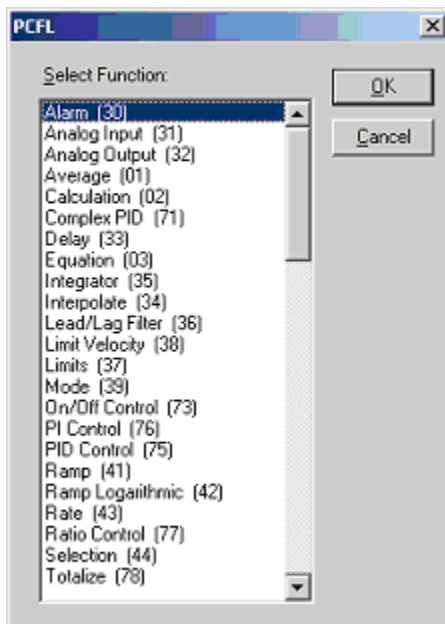 PCFL
Select Function:
OK
Cancel
Alarm (30)
Analog Input (31)
Analog Output (32)
Average (01)
Calculation (02)
Complex PID (71)
Delay (33)
Equation (03)
Integrator (35)
Interpolate (34)
Lead/Lag Filter (36)
Limit Velocity (38)
Limits (37)
Mode (39)
On/Off Control (73)
PI Control (76)
PID Control (75)
Ramp (41)
Ramp Logarithmic (42)
Rate (43)
Ratio Control (77)
Selection (44)
Totalize (78)